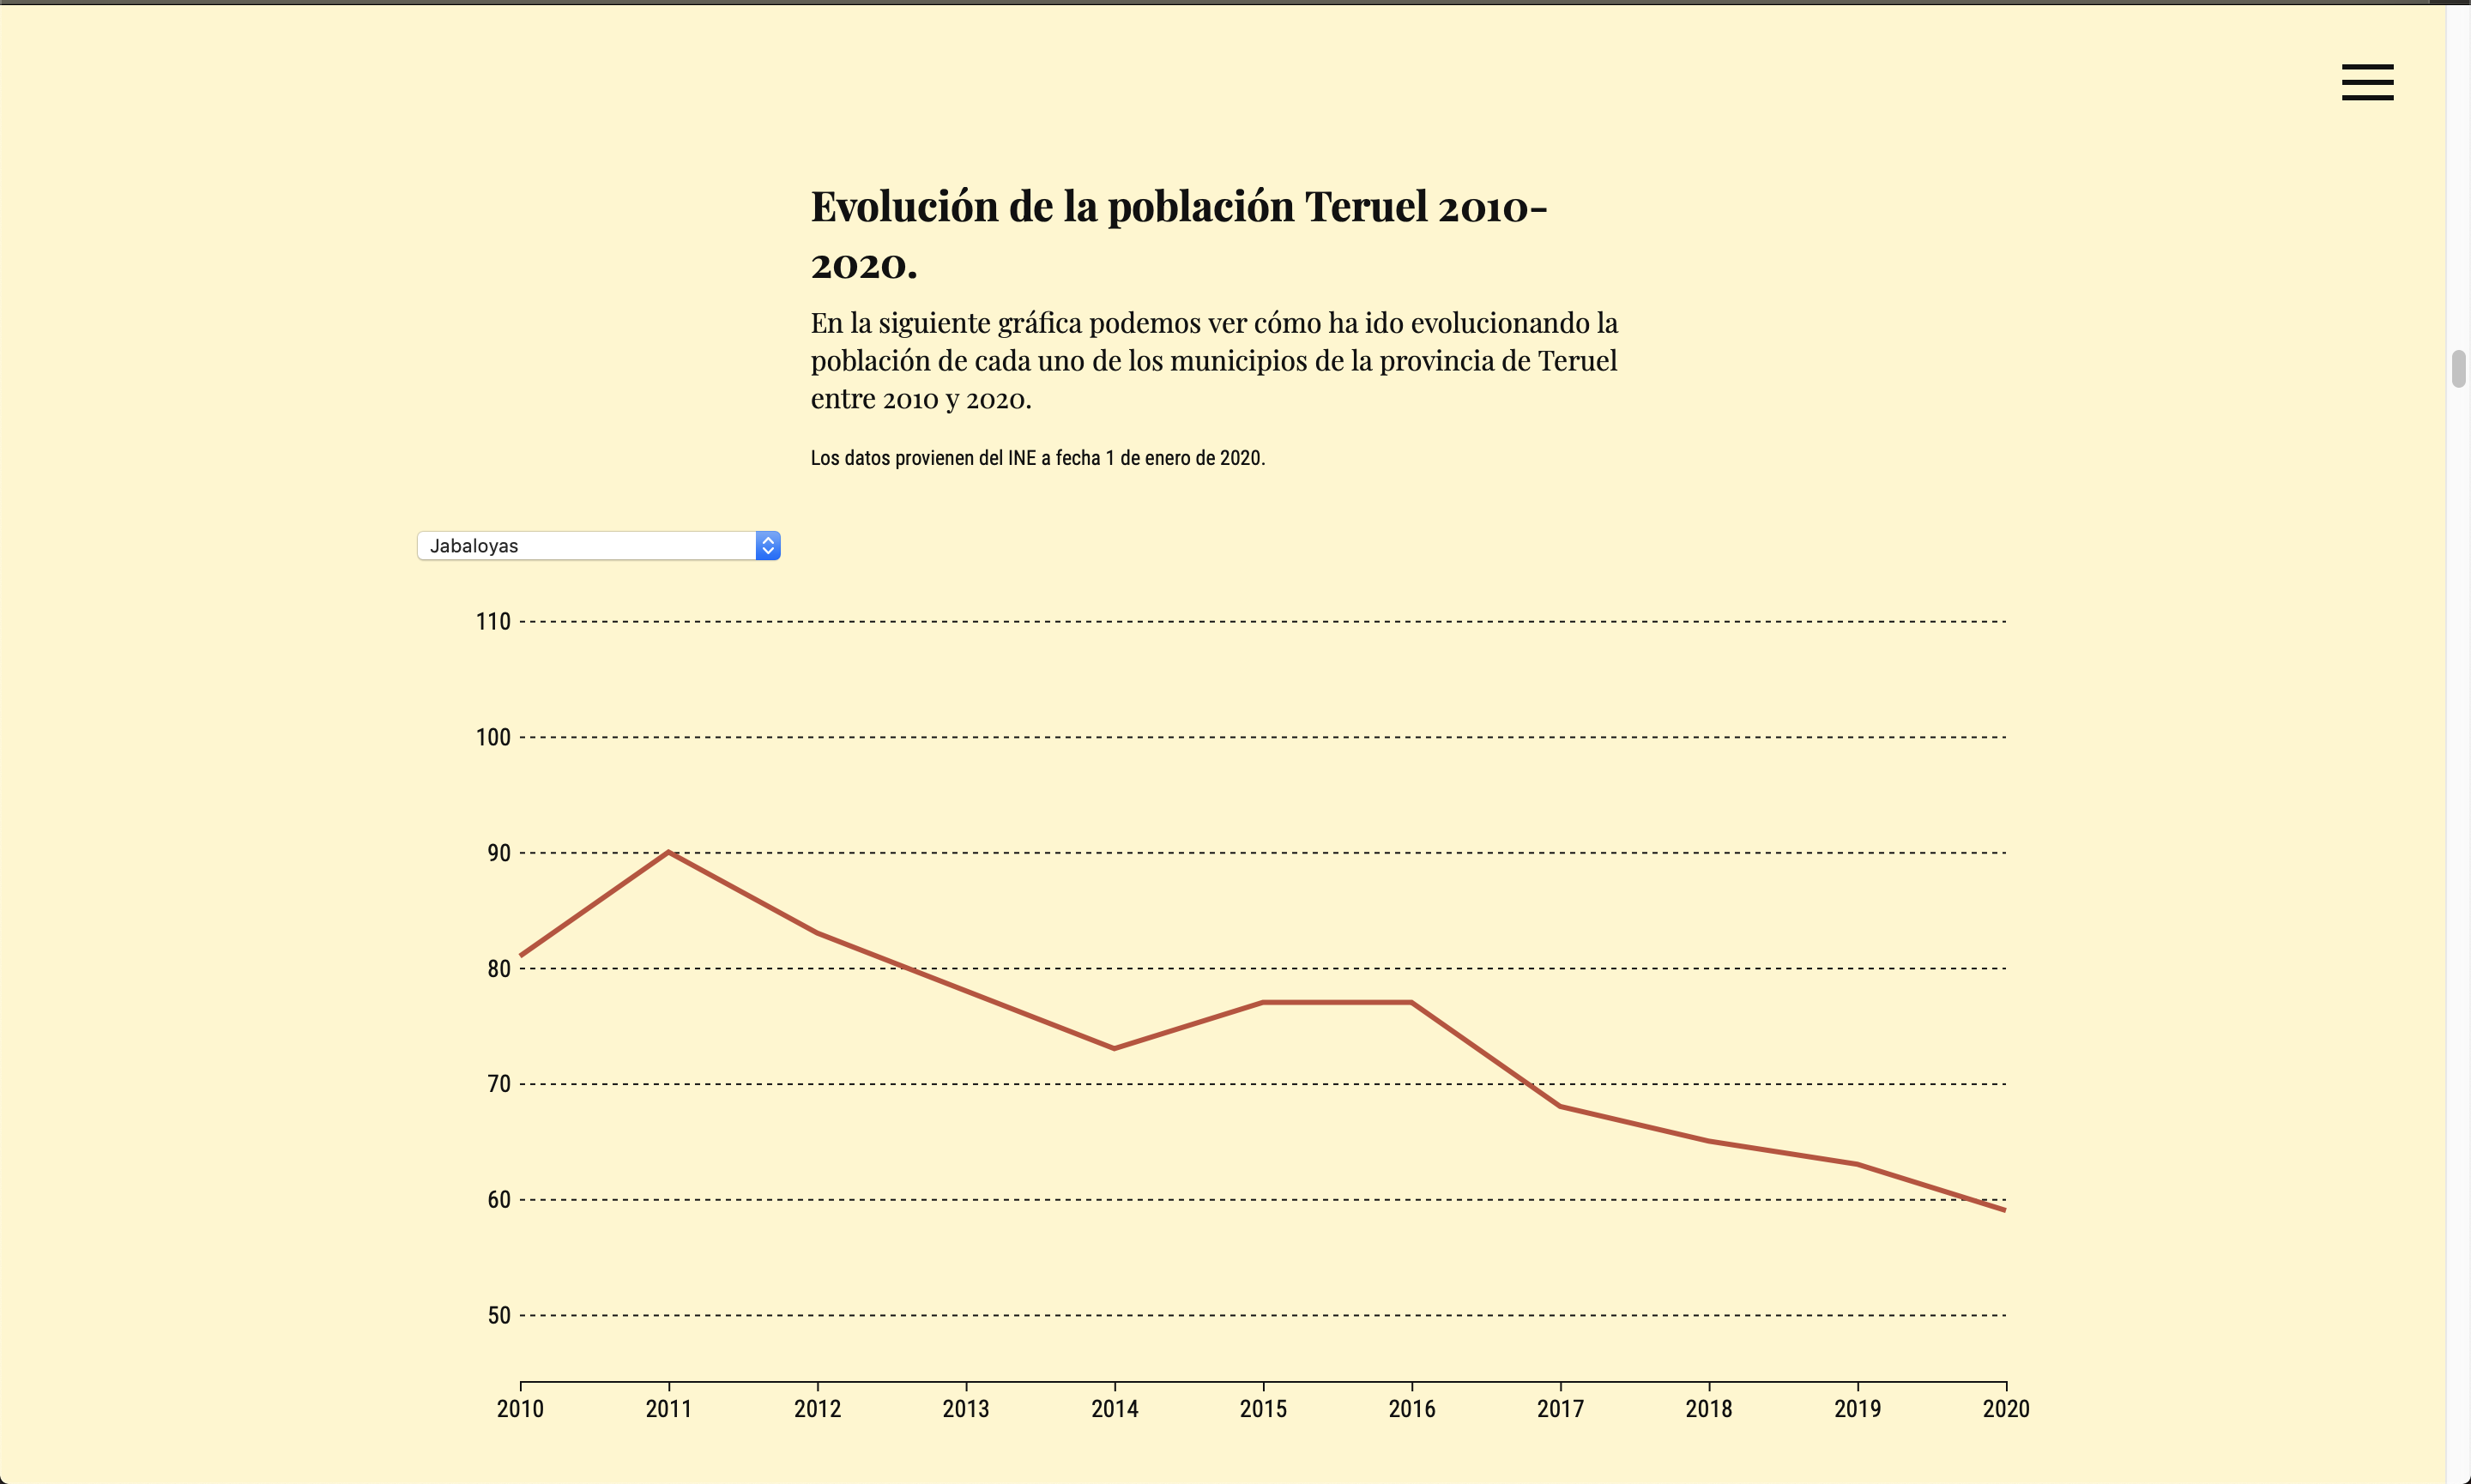 Evolución de la población Teruel 2010-
2020.
En la siguiente gráfica podemos ver cómo ha ido evolucionando la
población de cada uno de los municipios de la provincia de Teruel
entre 2010 y 2020.
Los datos provienen del INE a fecha 1 de enero de 2020.
Jabaloyas
110
100
90
80
70
60
50
2010 2011 2012 2013 2014 2015 2016 2017 2018 2019 2020